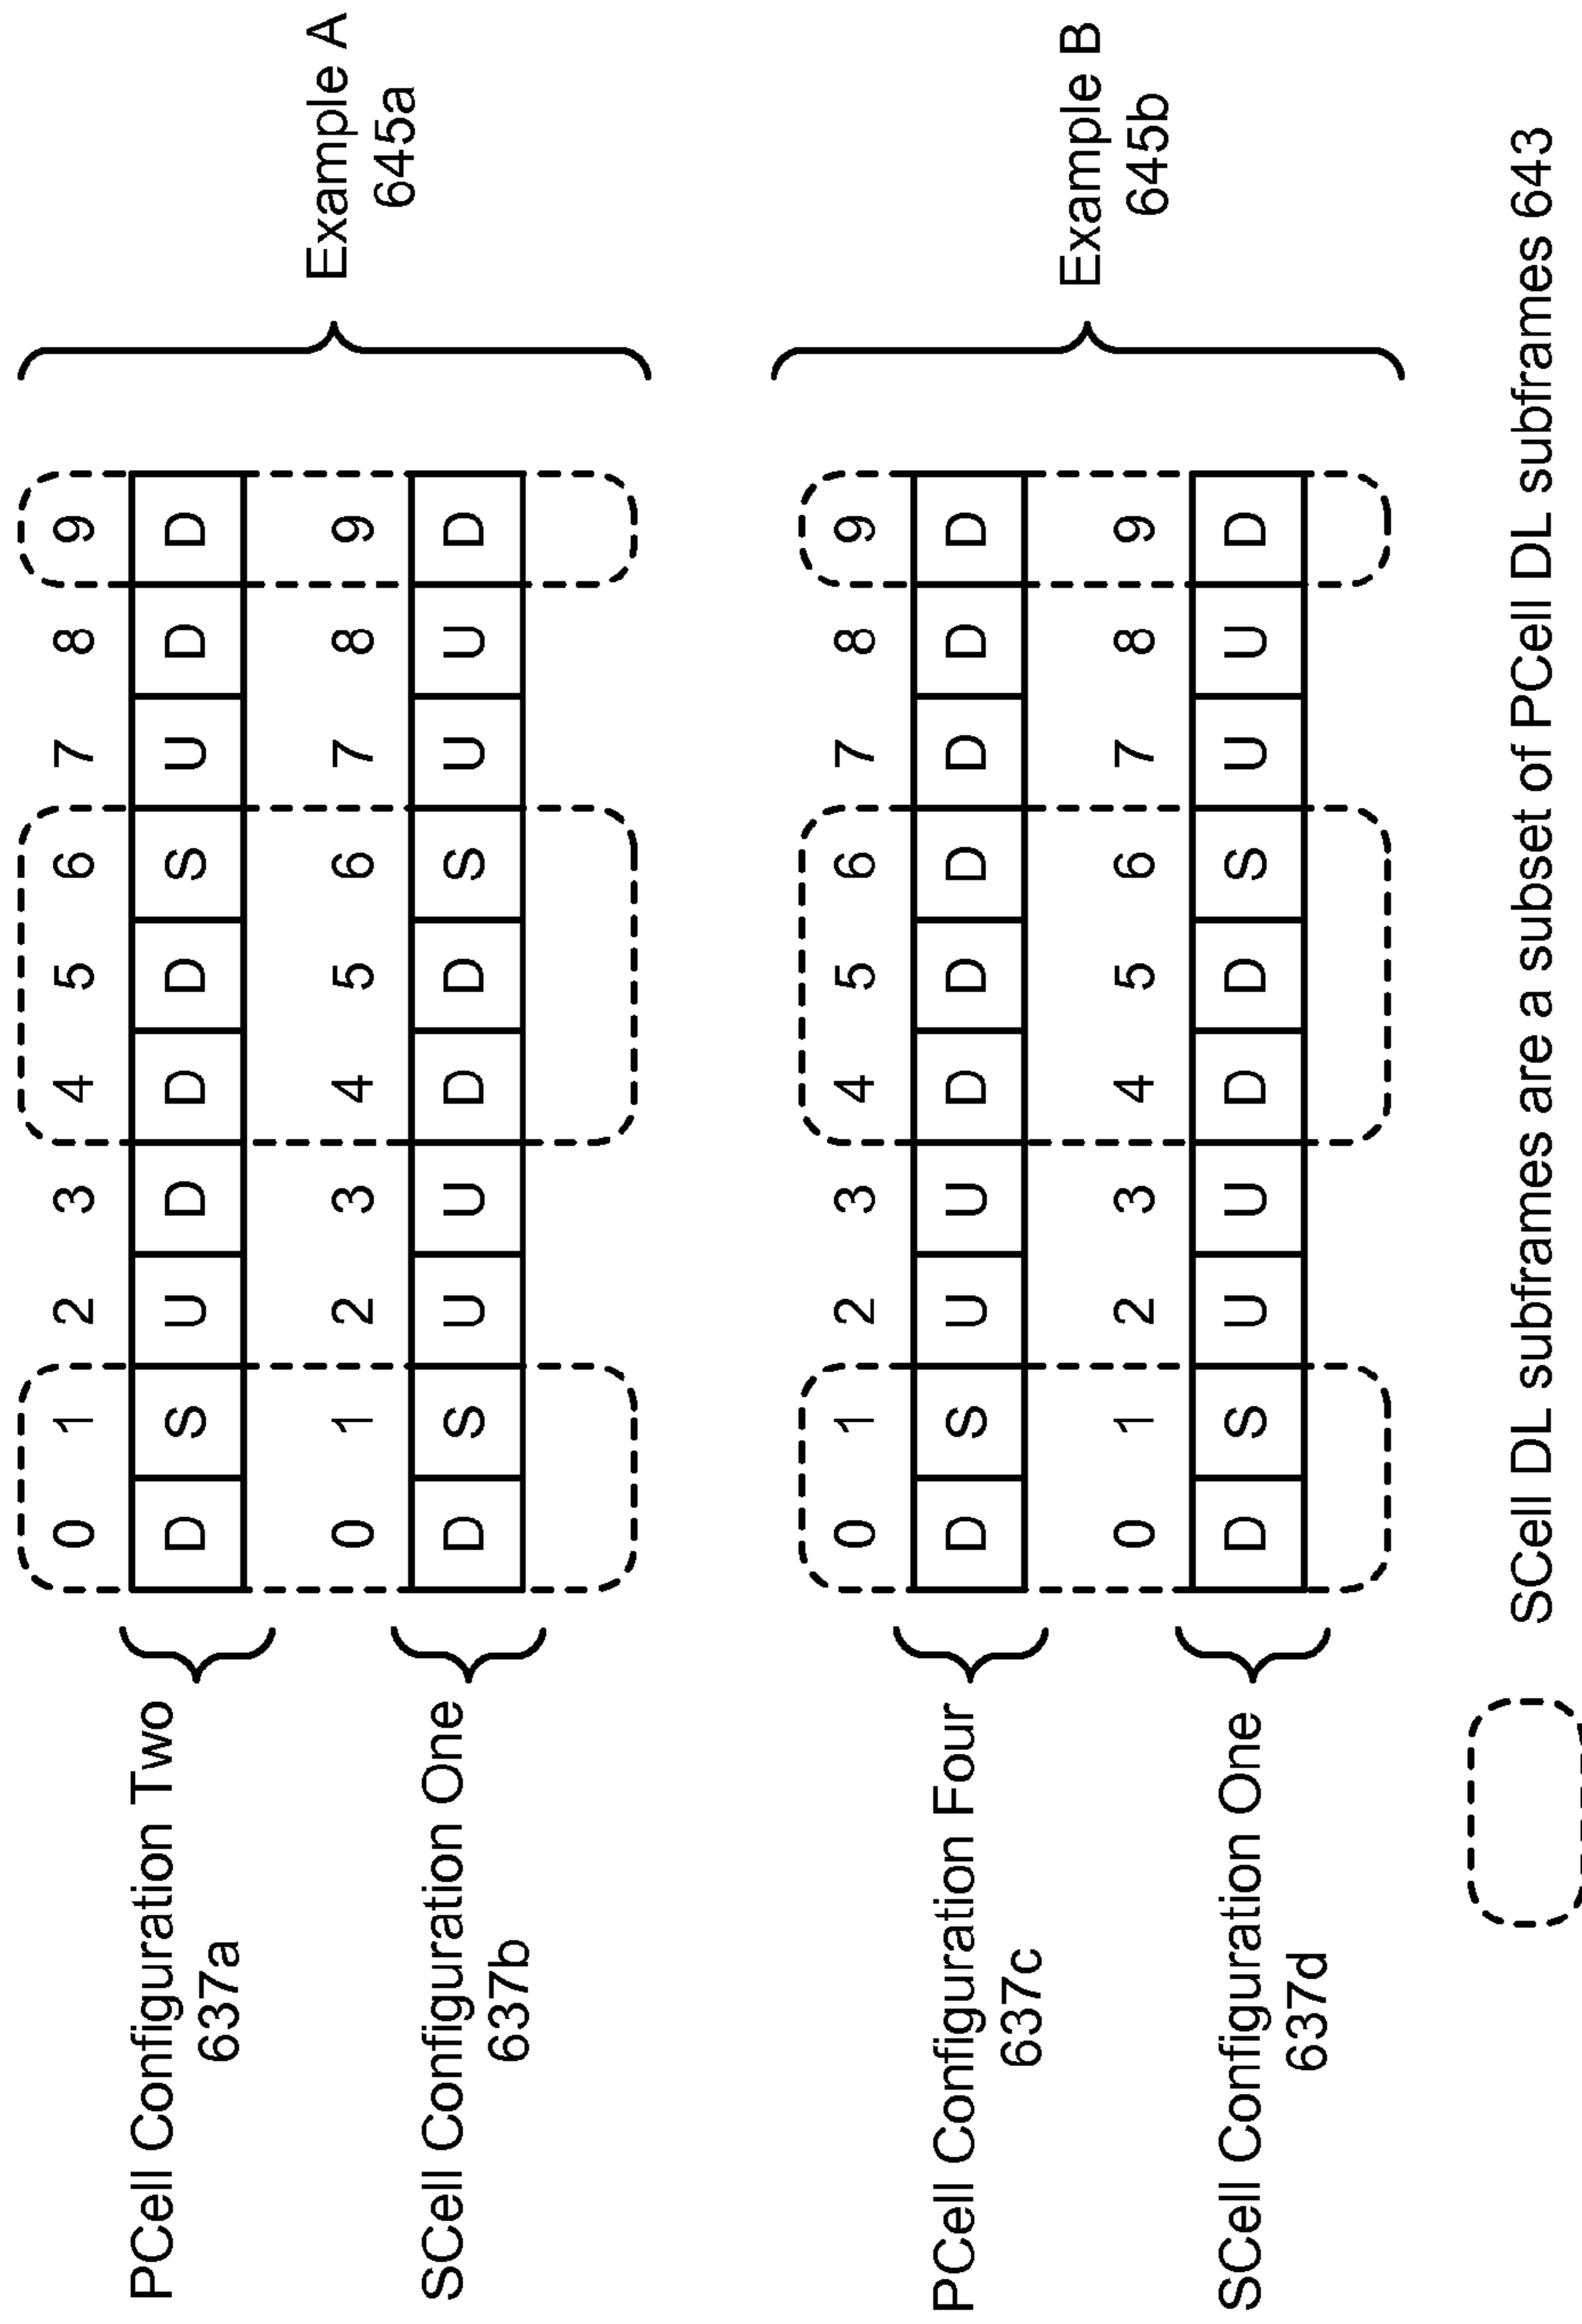 0 1 2 3 4 5 6 7 8 9
PCell Configuration Two
637a
D S U D D D S U D D
Example A
645a
0 1 2 3 4 5 6 7 8 9
SCell Configuration One
637b
D S U U D D S U U D
0 1 2 3 4 5 6 7 8 9
PCell Configuration Four
637c
D S U U D D D D D D
Example B
645b
0 1 2 3 4 5 6 7 8 9
SCell Configuration One
637d
D S U U D D S U U D
SCell DL subframes are a subset of PCell DL subframes 643